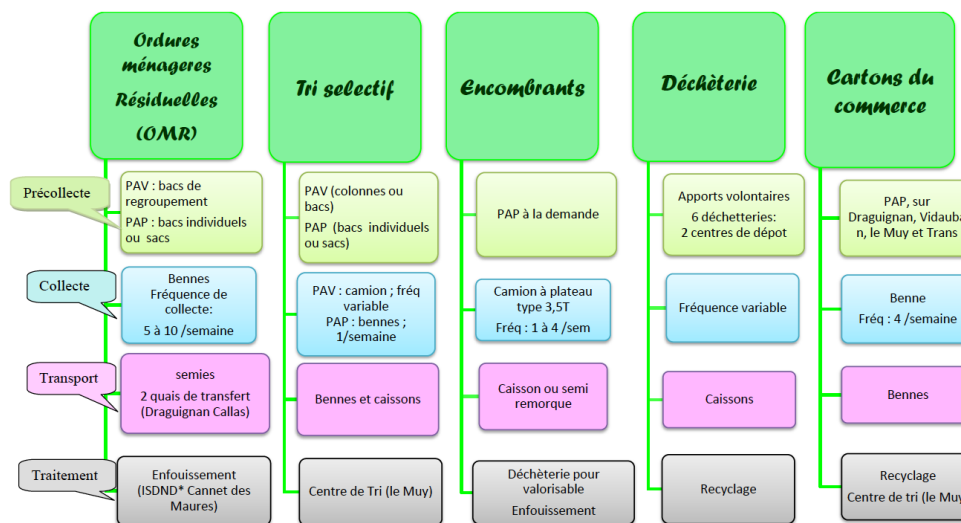 Ordures
ménageres
Résiduelles
(OMR)
Tri selectif
Encombrants
Déchèterie
Cartons du
commerce
Précollecte
PAV : bacs de
regroupement
PAP : bacs individuels
ou sacs
PAV (colonnes ou
bacs)
PAP (bacs individuels
ou sacs)
PAP à la demande
Apports volontaires
6 déchetteries:
2 centres de dépôt
PAP, sur
Draguignan, Vidauba
n, le Muy et Trans
Collecte
Bennes
Fréquence de
collecte:
5 à 10 /semaine
PAV : camion ; fréq
variable
PAP : bennes ;
1/semaine
Camion à plateau
type 3,5T
Fréq : 1 à 4 /sem
Fréquence variable
Benne
Fréq : 4 /semaine
Transport
semies
2 quais de transfert
(Draguignan Callas)
Bennes et caissons
Caisson ou semi
remorque
Caissons
Bennes
Traitement
Enfouissement
(ISDND* Cannet des
Maures)
Centre de Tri (le Muy)
Déchèterie pour
valorisable
Enfouissement
Recyclage
Recyclage
Centre de tri (le Muy